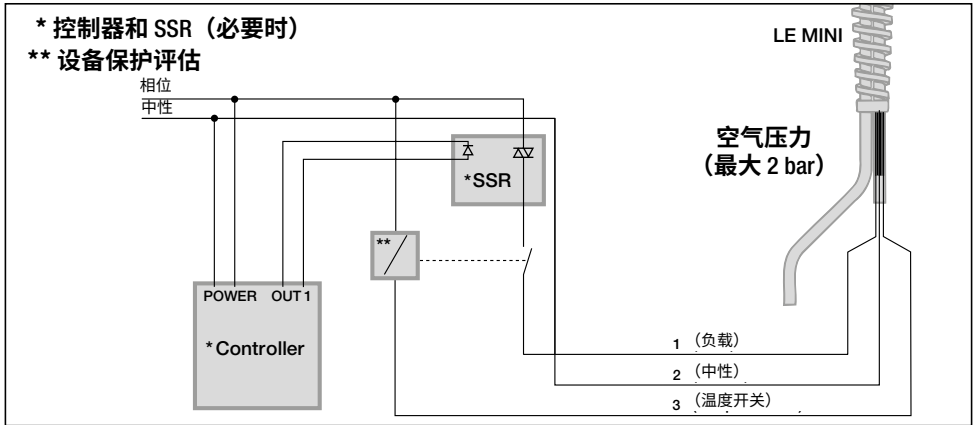 * 控制器和 SSR（必要时）
** 设备保护评估
LE MINI
相位
中性
空气压力
（最大 2 bar）
*SSR
**
POWER OUT 1
*Controller
1 （负载）
2 （中性）
3 （温度开关）